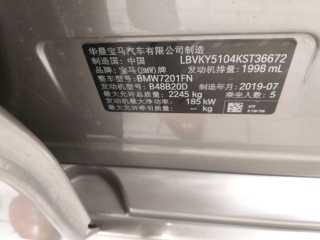 华晨宝马汽车有限公司制造
制造国：中国 LBVKY5104KST36672
品牌：宝马(BMW)牌 发动机排量：1998 mL
整车型号：BMW7201FN
发动机型号：B48B20D 制造年月：2019-07
最大允许总质量：2245 kg 乘坐人数：5
发动机最大净功率：185 kW
最大允许牵引质量：-- kg